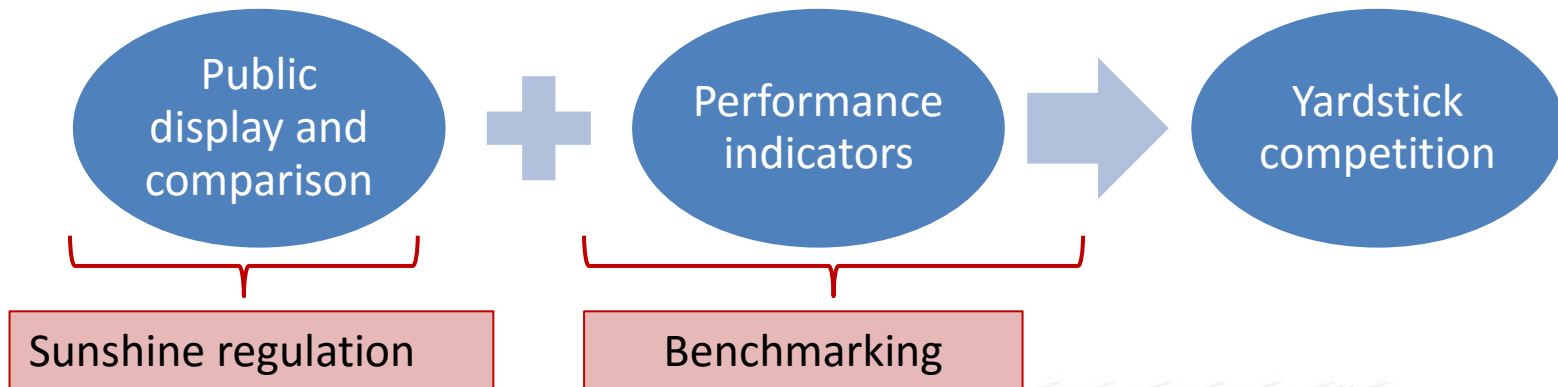 Public
display and
comparison
Performance
indicators
Yardstick
competition
Sunshine regulation
Benchmarking